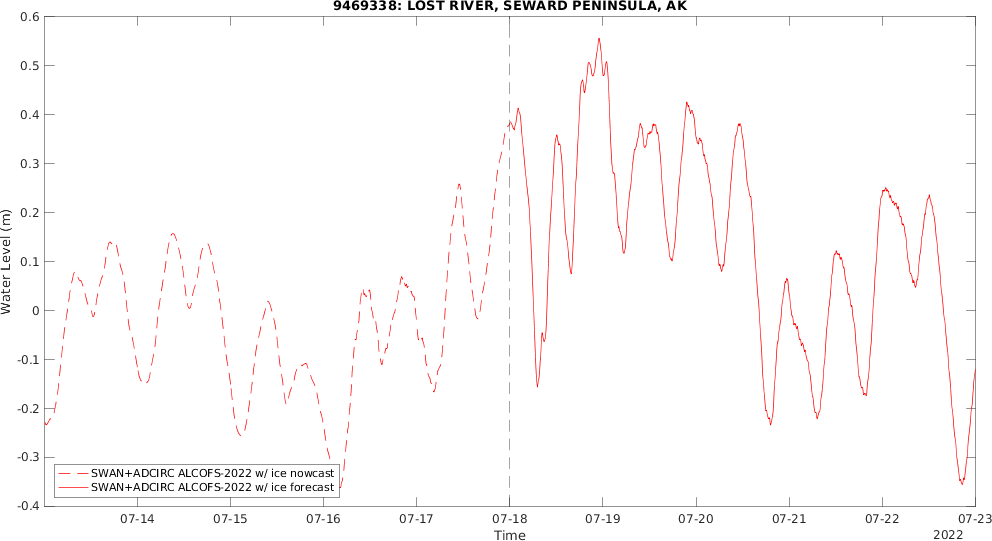 9469338: LOST RIVER, SEWARD PENINSULA, AK
0.6
0.5
0.4
0.3
0.2
0.1
0
-0.1
-0.2
-0.3
-0.4
Water Level (m)
SWAN+ADCIRC ALCOFS-2022 w/ ice nowcast
SWAN+ADCIRC ALCOFS-2022 w/ ice forecast
07-14 07-15 07-16 07-17 07-18 07-19 07-20 07-21 07-22 07-23
Time
2022